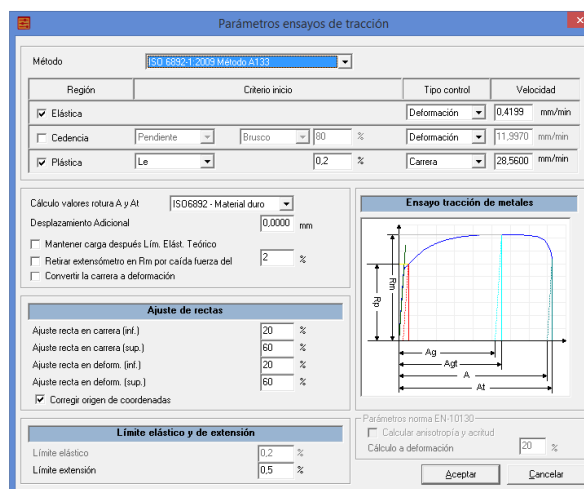 Parámetros ensayos de tracción
Método ISO 6892-1:2009 Método A133
Región Criterio inicio Tipo control Velocidad
Elástica Deformación 0,4199 mm/min
Cedencia Pendiente Brusco 80 % Deformación 11,9970 mm/min
Plástica Le 0,2 % Carrera 28,5600 mm/min
Cálculo valores rotura A y At ISO6892 - Material duro
Desplazamiento Adicional 0,0000 mm
Mantener carga después Lím. Elást. Teórico
Retirar extensómetro en Rm por caída fuerza del 2 %
Convertir la carrera a deformación
Ajuste de rectas
Ajuste recta en carrera (inf.) 20 %
Ajuste recta en carrera (sup.) 60 %
Ajuste recta en deform. (inf.) 20 %
Ajuste recta en deform. (sup.) 60 %
Corregir origen de coordenadas
Límite elástico y de extensión
Límite elástico 0,2 %
Límite extensión 0,5 %
Ensayo tracción de metales
Rp
Rm
Ag
Agt
A
At
Parámetros norma EN-10130
Calcular anisotropía y acritud
Cálculo a deformación 20 %
Aceptar Cancelar